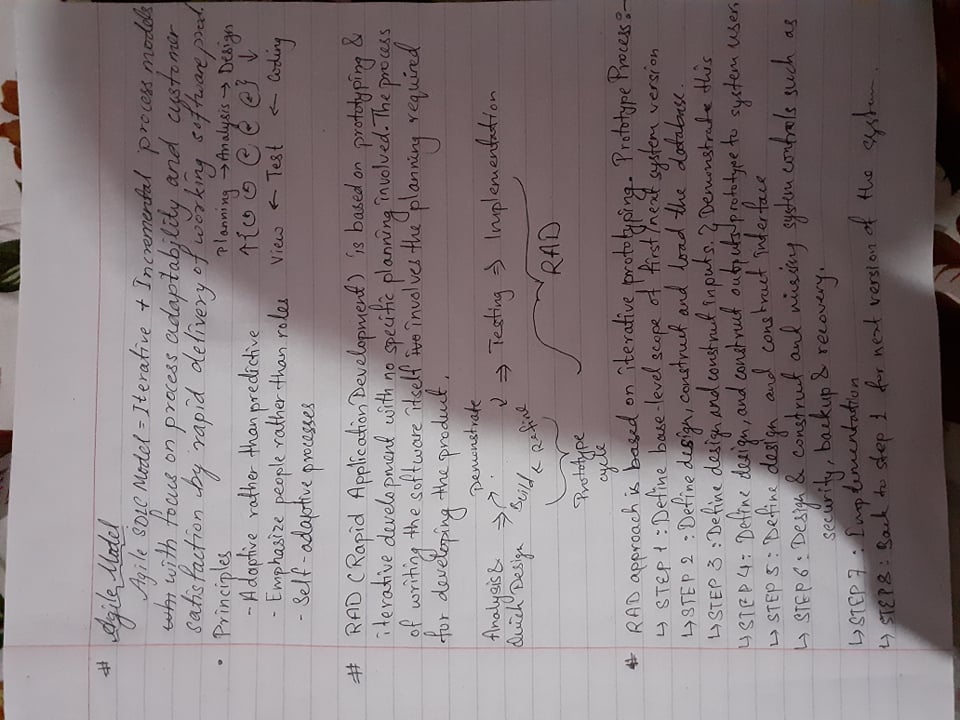 # Agile Model
Agile SDLC Model = Iterative + Incremental process models
with focus on process adaptability and customer
satisfaction by rapid delivery of working software prod.
• Principles
- Adaptive rather than predictive
- Emphasize people rather than roles
- Self-adaptive processes
Planning → Analysis → Design
↑ { } ↓
View ← Test ← Coding
# RAD (Rapid Application Development) is based on prototyping &
iterative development with no specific planning involved. The process
of writing the software itself involves the planning required
for developing the product.
Demonstrate
Analysis & ⇒ ⇒ Testing ⇒ Implementation
Quick Design Build ← Refine
RAD
Prototype
cycle
# RAD approach is based on iterative prototyping. Prototype Process:-
↳ STEP 1 : Define base-level scope of first/next system version
↳ STEP 2 : Define design, construct and load the database.
↳ STEP 3 : Define design and construct inputs. } Demonstrate this
↳ STEP 4 : Define design, and construct outputs prototype to system user
↳ STEP 5 : Define design and construct interface
↳ STEP 6 : Design & construct and missing system controls such as
security, backup & recovery.
↳ STEP 7 : Implementation
↳ STEP 8 : Back to step 1 for next version of the system.